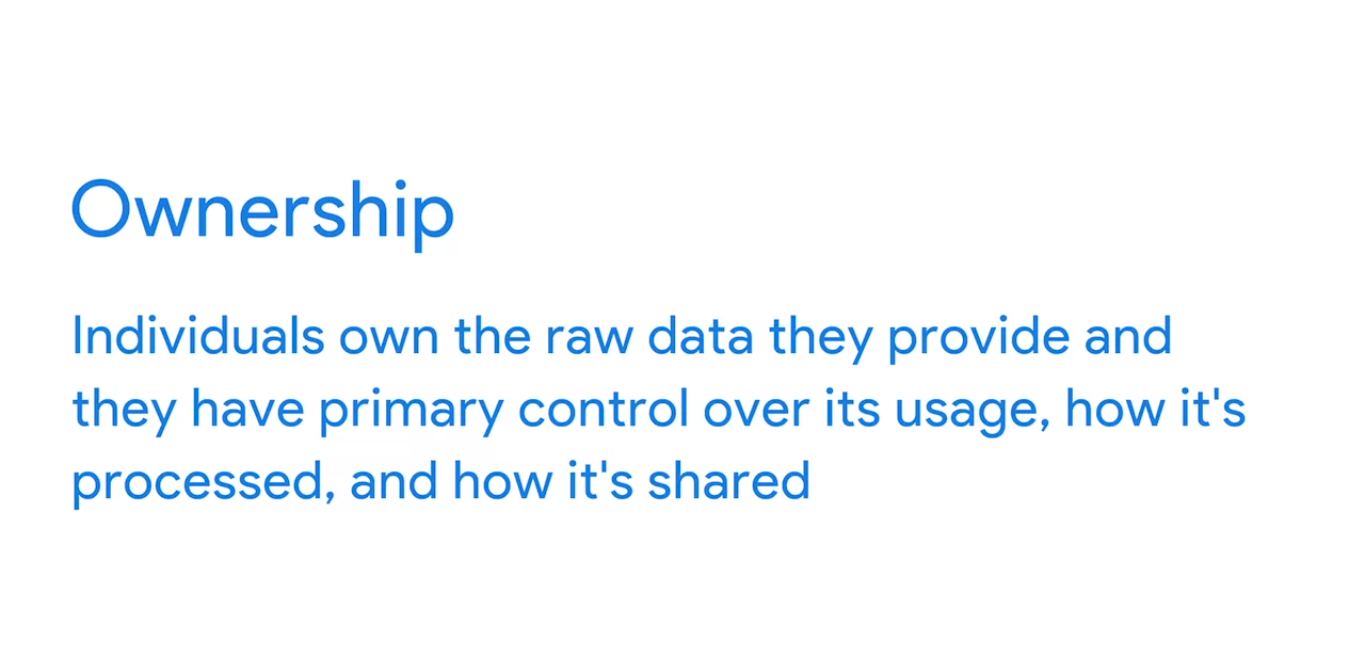 Ownership
Individuals own the raw data they provide and
they have primary control over its usage, how it's
processed, and how it's shared